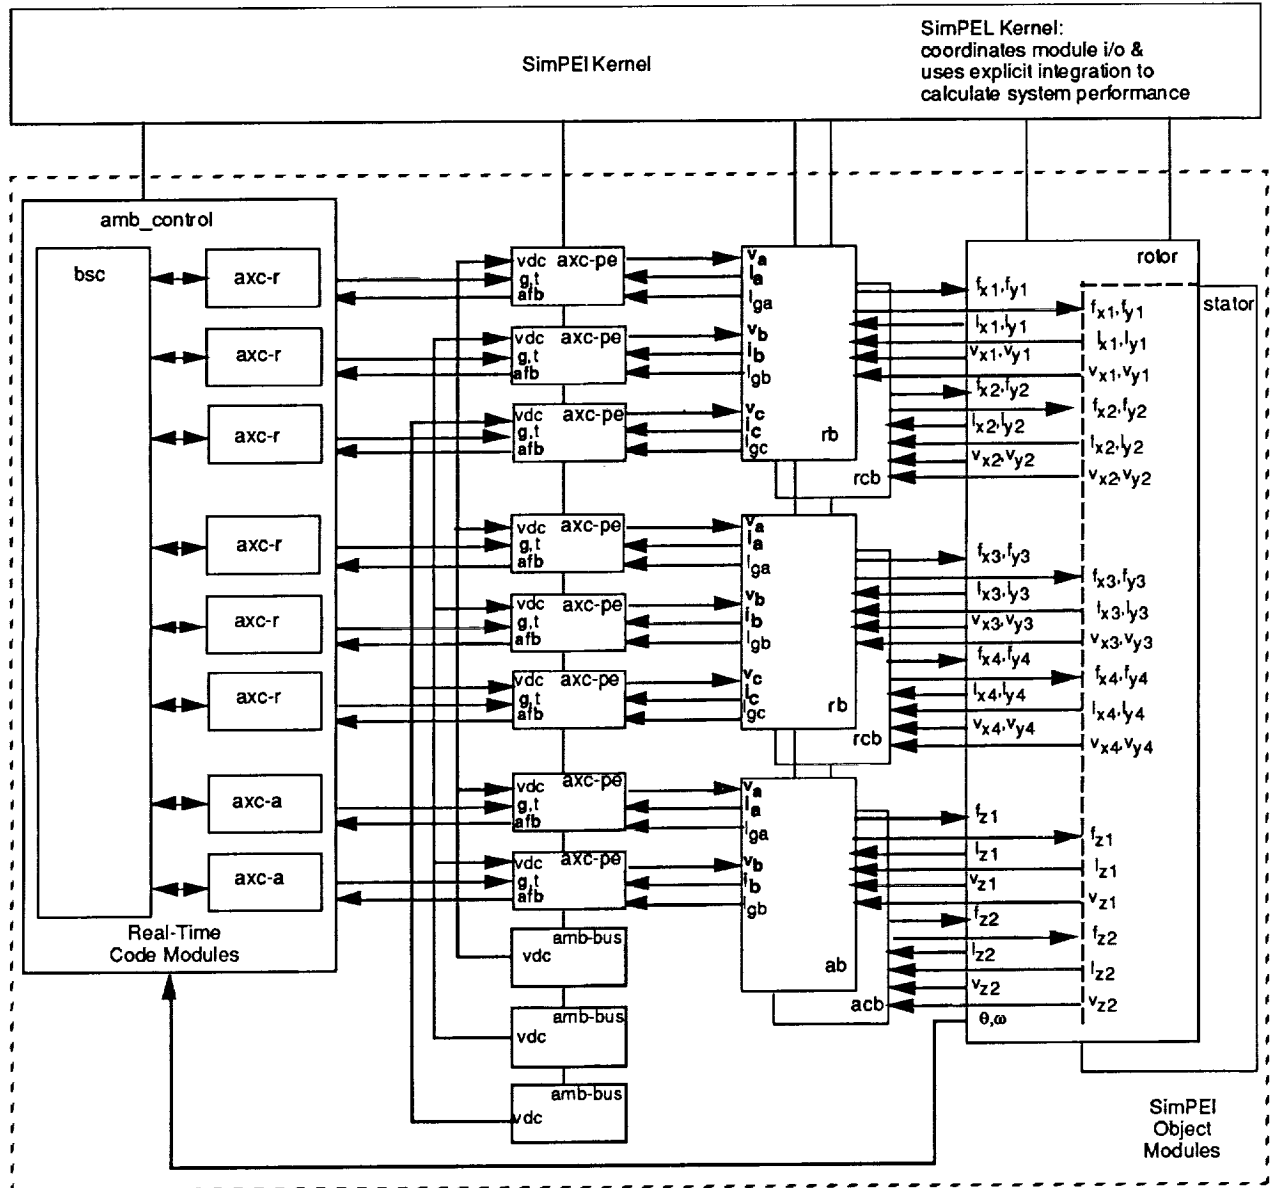 SimPEI Kernel
SimPEL Kernel:
coordinates module i/o &
uses explicit integration to
calculate system performance
amb_control
bsc
axc-r
axc-r
axc-r
axc-r
axc-r
axc-r
axc-a
axc-a
Real-Time
Code Modules
vdc axc-pe
g,t
afb
vdc axc-pe
g,t
afb
vdc axc-pe
g,t
afb
vdc axc-pe
g,t
afb
vdc axc-pe
g,t
afb
vdc axc-pe
g,t
afb
vdc axc-pe
g,t
afb
vdc axc-pe
g,t
afb
amb-bus
vdc
amb-bus
vdc
amb-bus
vdc
va
Ia
Iga
vb
Ib
Igb
vc
Ic
Igc
rb
rcb
va
Ia
Iga
vb
Ib
Igb
vc
Ic
Igc
rb
rcb
va
Ia
Iga
vb
Ib
Igb
ab
acb
rotor
stator
fx1,fy1
fx1,fy1
Ix1,Iy1
Ix1,Iy1
vx1,vy1
vx1,vy1
fx2,fy2
fx2,fy2
Ix2,Iy2
Ix2,Iy2
vx2,vy2
vx2,vy2
fx3,fy3
fx3,fy3
Ix3,Iy3
Ix3,Iy3
vx3,vy3
vx3,vy3
fx4,fy4
fx4,fy4
Ix4,Iy4
Ix4,Iy4
vx4,vy4
vx4,vy4
fz1
fz1
Iz1
Iz1
vz1
vz1
fz2
fz2
Iz2
Iz2
vz2
vz2
θ,ω
SimPEI
Object
Modules